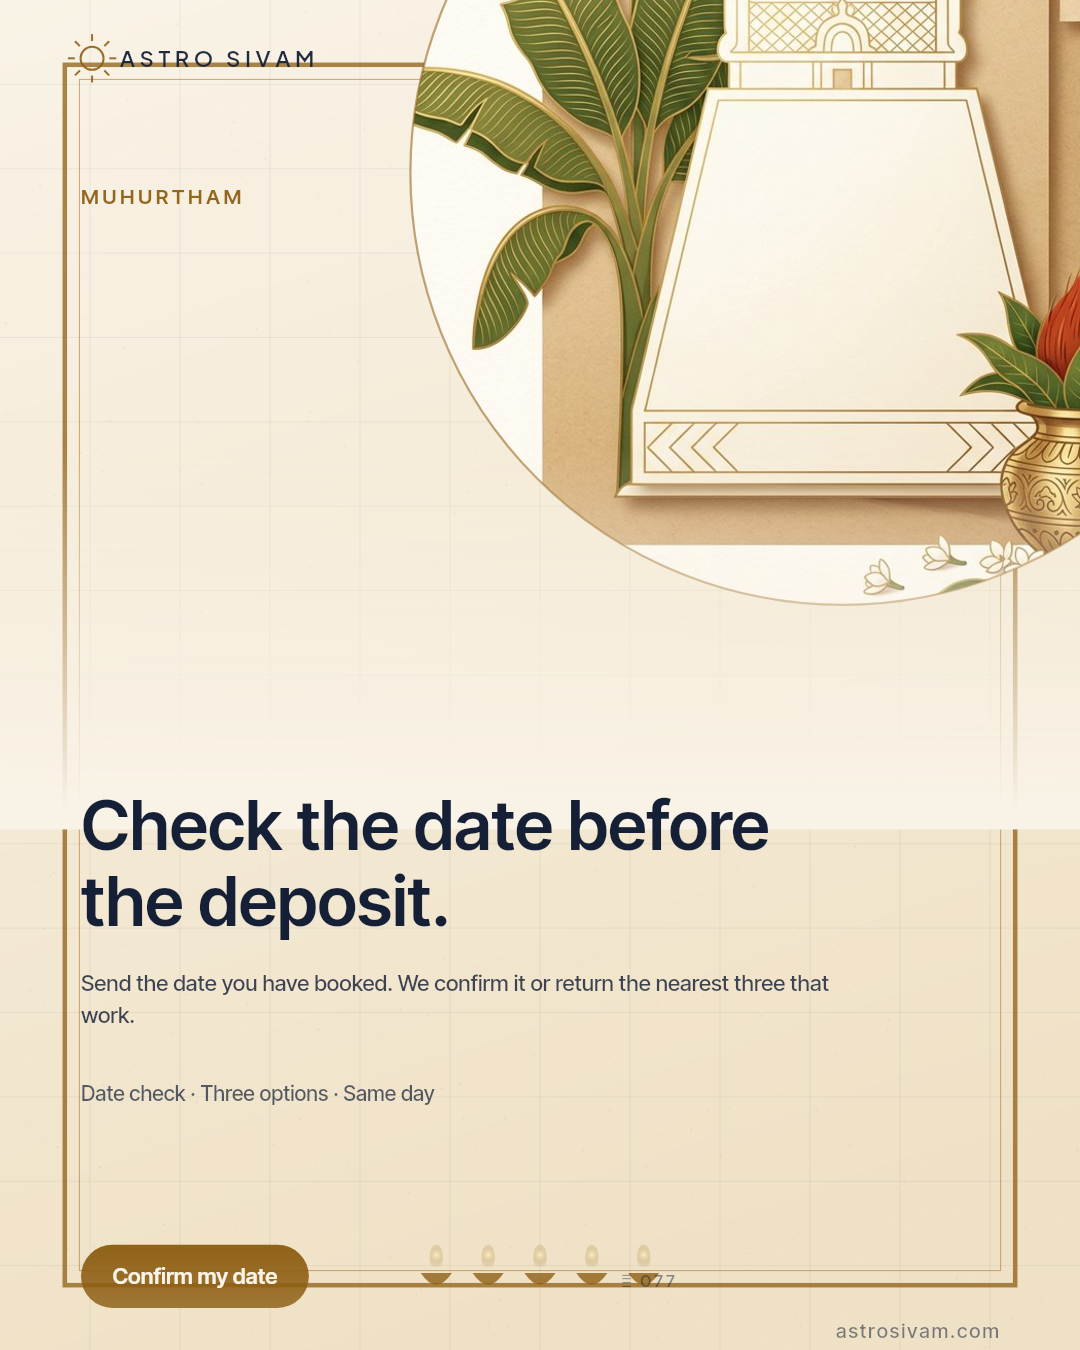 ASTRO SIVAM
MUHURTHAM
Check the date before
the deposit.
Send the date you have booked. We confirm it or return the nearest three that
work.
Date check · Three options · Same day
Confirm my date
077
astrosivam.com